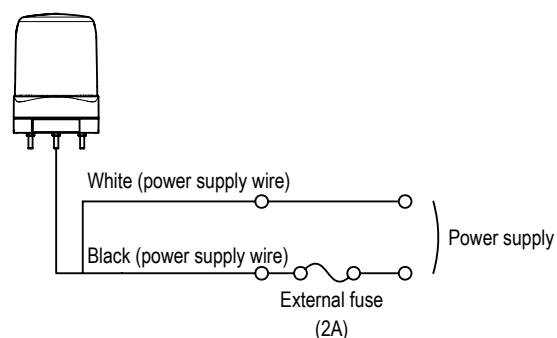 White (power supply wire)
Black (power supply wire)
Power supply
External fuse
(2A)